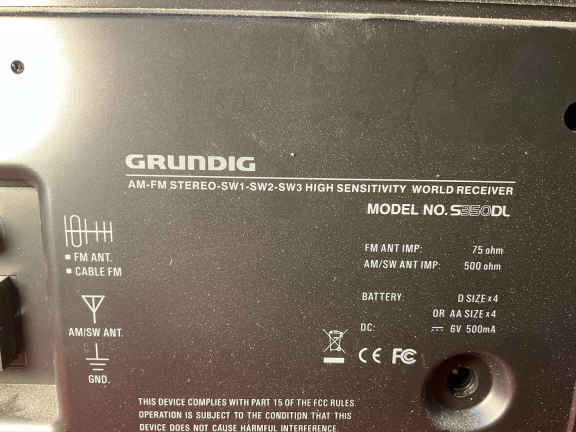 GRUNDIG
AM-FM STEREO-SW1-SW2-SW3 HIGH SENSITIVITY WORLD RECEIVER
MODEL NO. S350DL
▪ FM ANT.
▪ CABLE FM
AM/SW ANT.
GND.
FM ANT IMP: 75 ohm
AM/SW ANT IMP: 500 ohm
BATTERY: D SIZE x 4
OR AA SIZE x 4
DC: ⎓ 6V 500mA
CE FC
THIS DEVICE COMPLIES WITH PART 15 OF THE FCC RULES
OPERATION IS SUBJECT TO THE CONDITION THAT THIS
DEVICE DOES NOT CAUSE HARMFUL INTERFERENCE.